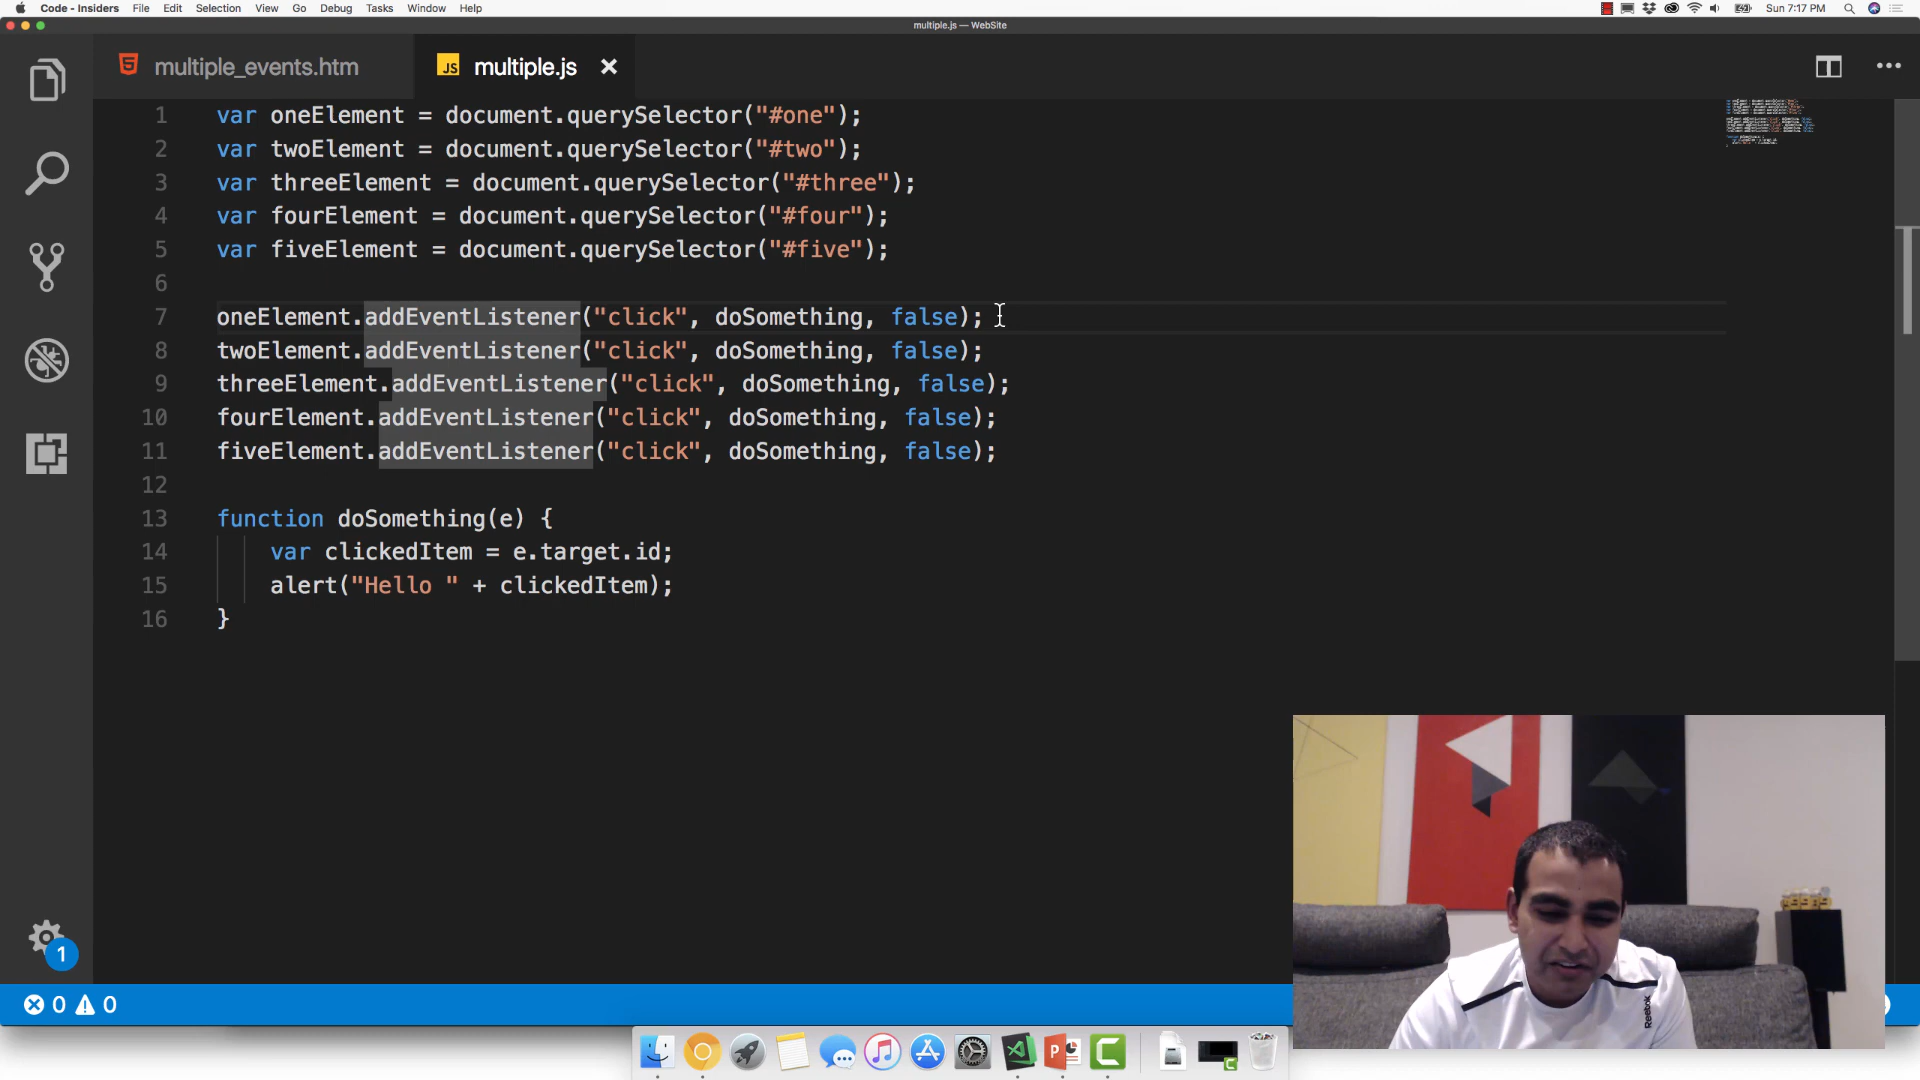 Code - Insiders File Edit Selection View Go Debug Tasks Window Help Sun 7:17 PM
multiple.js — WebSite
multiple_events.htm JS multiple.js
1 var oneElement = document.querySelector("#one");
2 var twoElement = document.querySelector("#two");
3 var threeElement = document.querySelector("#three");
4 var fourElement = document.querySelector("#four");
5 var fiveElement = document.querySelector("#five");
6
7 oneElement.addEventListener("click", doSomething, false);
8 twoElement.addEventListener("click", doSomething, false);
9 threeElement.addEventListener("click", doSomething, false);
10 fourElement.addEventListener("click", doSomething, false);
11 fiveElement.addEventListener("click", doSomething, false);
12
13 function doSomething(e) {
14 var clickedItem = e.target.id;
15 alert("Hello " + clickedItem);
16 }
1
0 0
Reebok